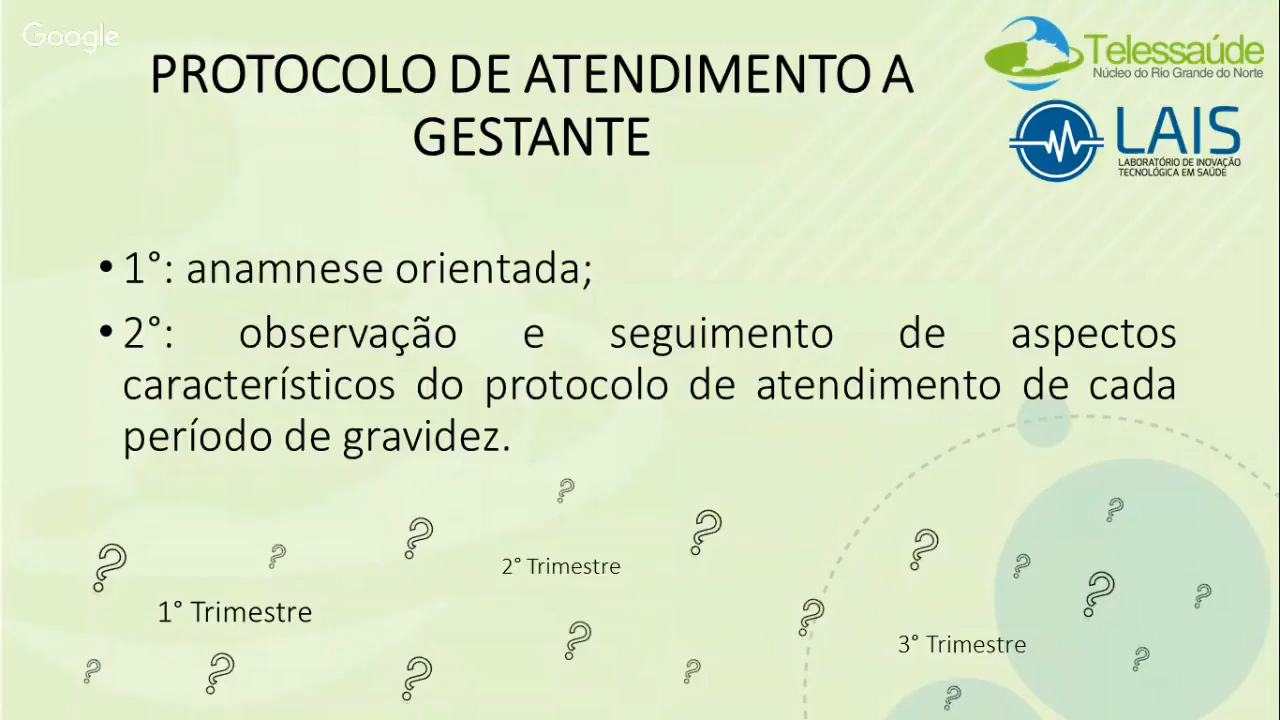 Google
PROTOCOLO DE ATENDIMENTO A
GESTANTE
Telessaúde
Núcleo do Rio Grande do Norte
LAIS
LABORATÓRIO DE INOVAÇÃO
TECNOLÓGICA EM SAÚDE
• 1°: anamnese orientada;
• 2°: observação e seguimento de aspectos
característicos do protocolo de atendimento de cada
período de gravidez.
? ? ? ? ? ? ? ? ? ?
2° Trimestre
1° Trimestre
? ?
3° Trimestre
? ? ? ? ? ?